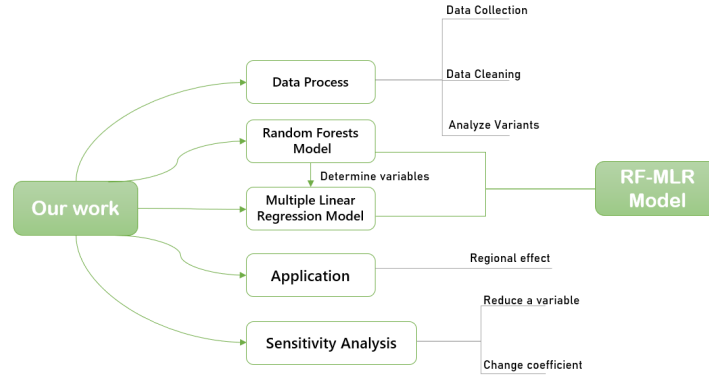 Data Collection
Data Process
Data Cleaning
Analyze Variants
Random Forests
Model
Determine variables
RF-MLR
Model
Our work
Multiple Linear
Regression Model
Application
Regional effect
Reduce a variable
Sensitivity Analysis
Change coefficient